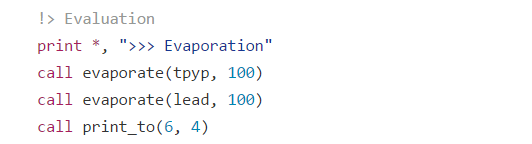 !> Evaluation
print *, ">>> Evaporation"
call evaporate(tpyp, 100)
call evaporate(lead, 100)
call print_to(6, 4)